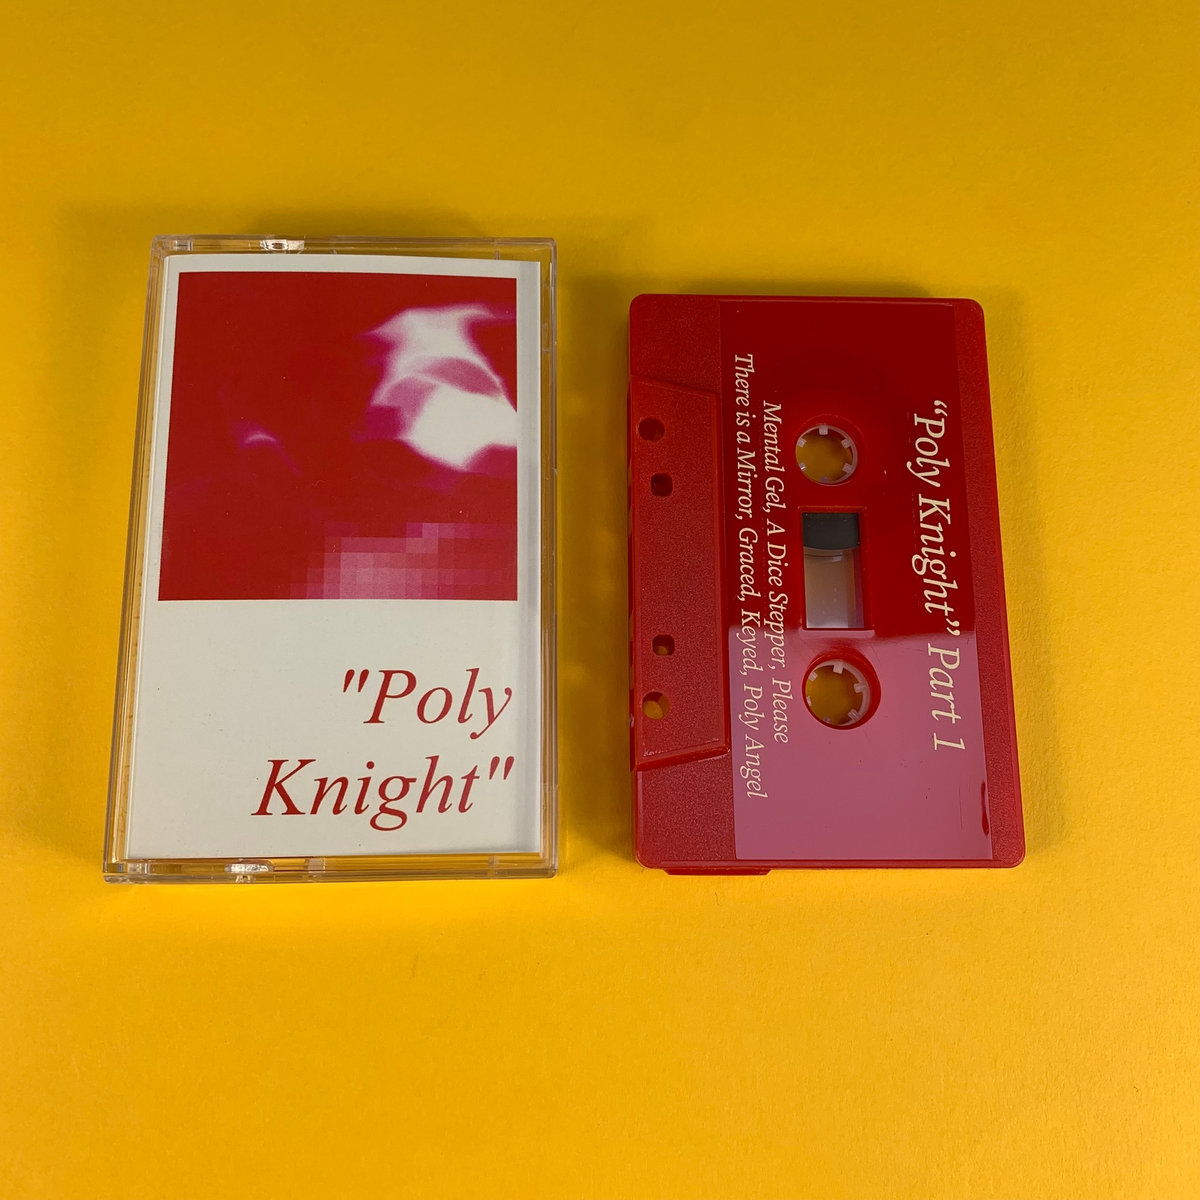 "Poly
Knight"
“Poly Knight” Part 1
Mental Gel, A Dice Stepper, Please
There is a Mirror, Graced, Keyed, Poly Angel